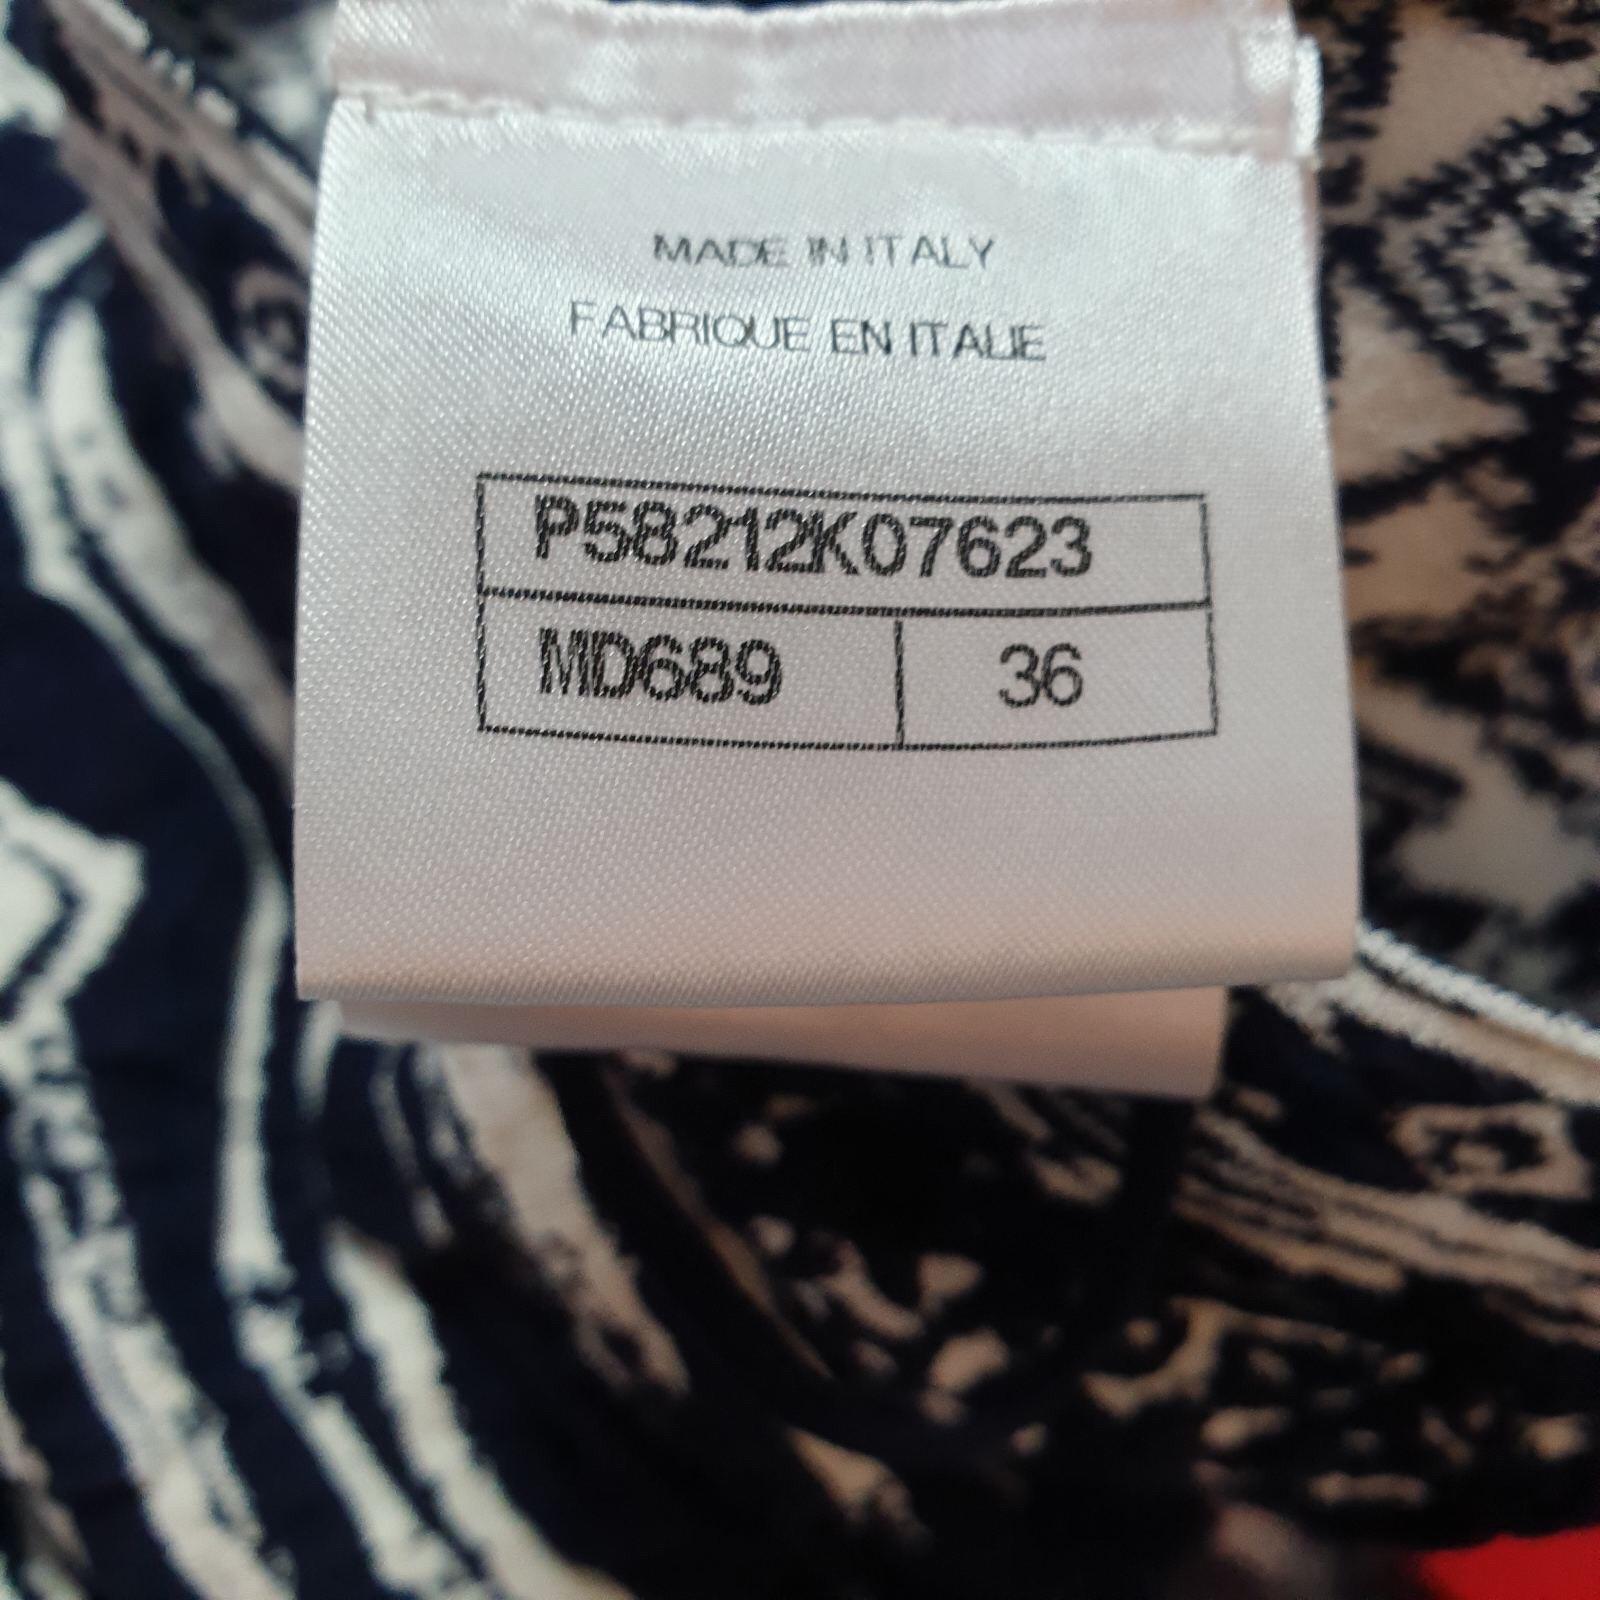 MADE IN ITALY
FABRIQUE EN ITALIE
P58212K07623
MD689 36